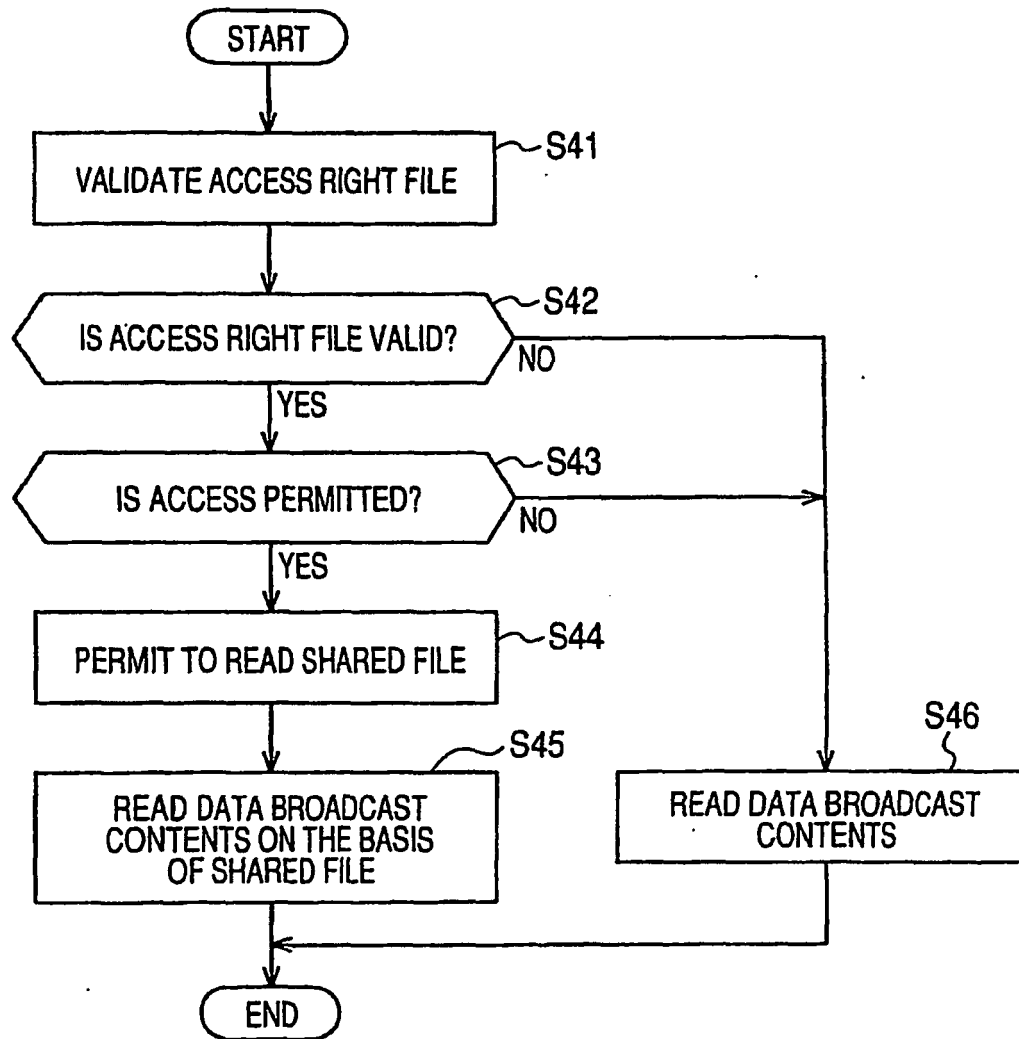 START
S41
VALIDATE ACCESS RIGHT FILE
S42
IS ACCESS RIGHT FILE VALID?
NO
YES
S43
IS ACCESS PERMITTED?
NO
YES
S44
PERMIT TO READ SHARED FILE
S45
READ DATA BROADCAST
CONTENTS ON THE BASIS
OF SHARED FILE
S46
READ DATA BROADCAST
CONTENTS
END